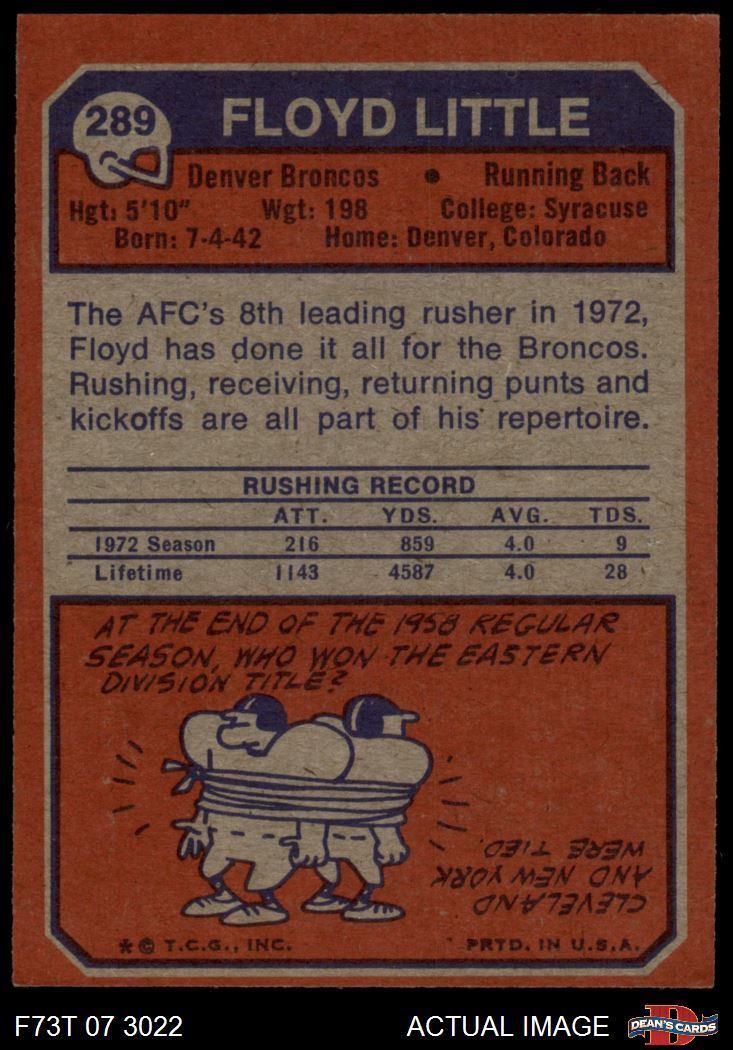 289
FLOYD LITTLE
Denver Broncos • Running Back
Hgt: 5'10" Wgt: 198 College: Syracuse
Born: 7-4-42 Home: Denver, Colorado
The AFC's 8th leading rusher in 1972,
Floyd has done it all for the Broncos.
Rushing, receiving, returning punts and
kickoffs are all part of his repertoire.
RUSHING RECORD
ATT. YDS. AVG. TDS.
1972 Season 216 859 4.0 9
Lifetime 1143 4587 4.0 28
AT THE END OF THE 1958 REGULAR
SEASON, WHO WON THE EASTERN
DIVISION TITLE?
CLEVELAND
AND NEW YORK
WERE TIED.
* © T.C.G., INC. PRTD. IN U.S.A.
F73T 07 3022 ACTUAL IMAGE
D
DEAN'S CARDS